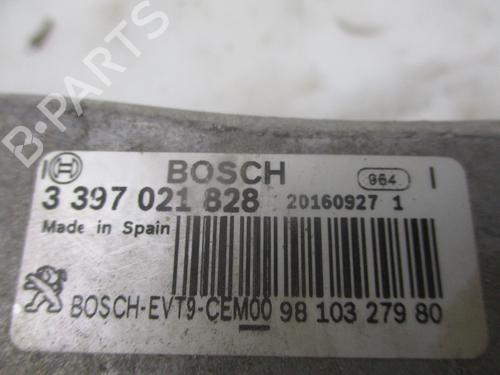 B-PARTS
BOSCH
964
3 397 021 828 20160927 1
Made in Spain
BOSCH-EVT9-CEM00 98 103 279 80